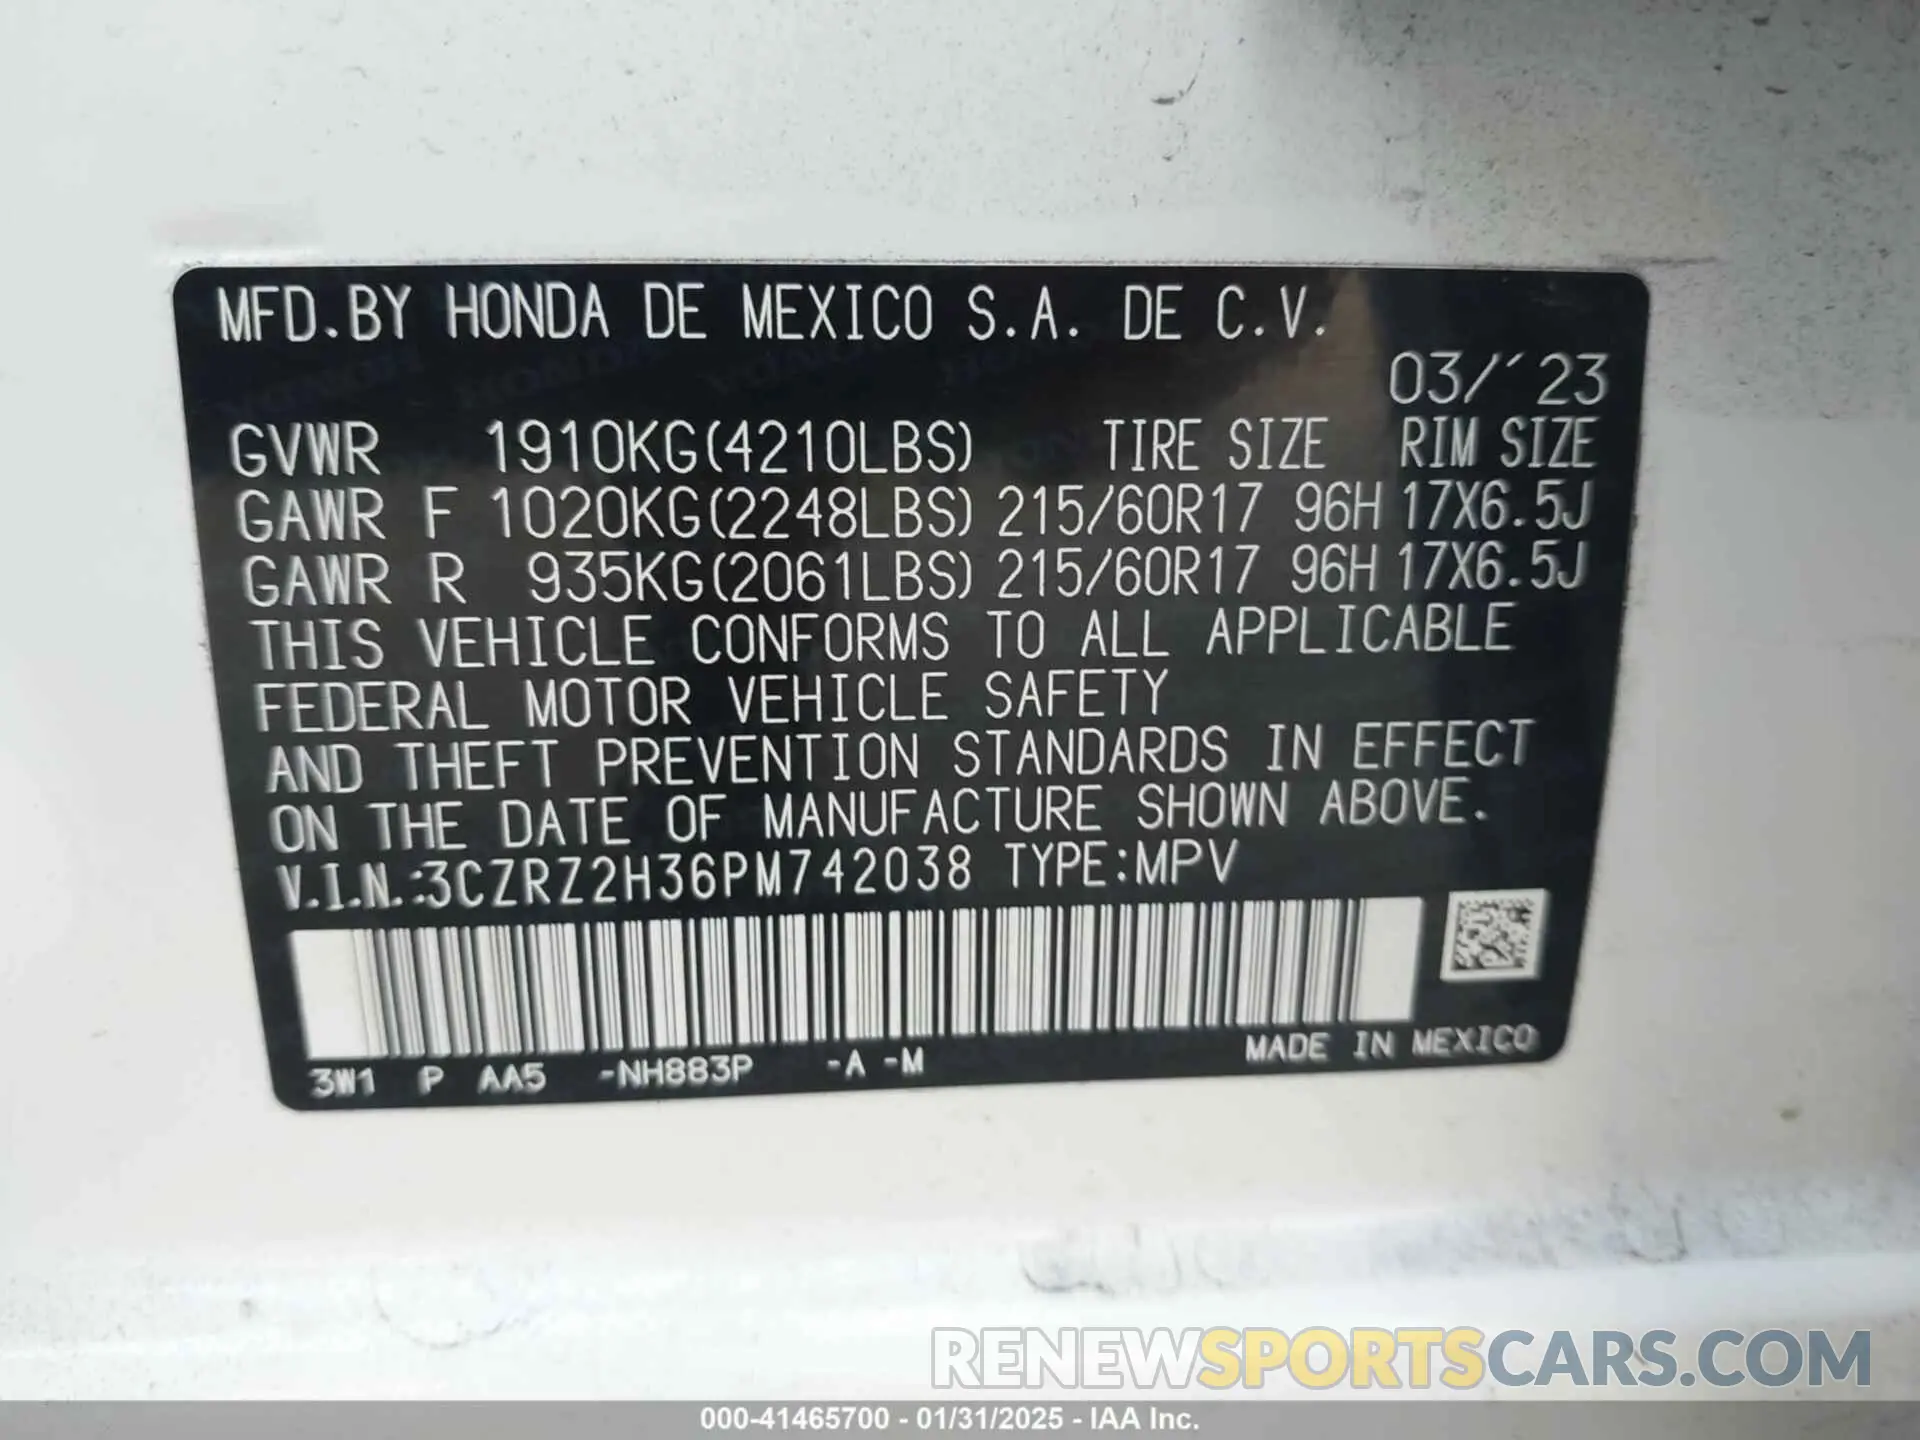 MFD.BY HONDA DE MEXICO S.A. DE C.V.
03/´23
GVWR 1910KG(4210LBS) TIRE SIZE RIM SIZE
GAWR F 1020KG(2248LBS) 215/60R17 96H 17X6.5J
GAWR R 935KG(2061LBS) 215/60R17 96H 17X6.5J
THIS VEHICLE CONFORMS TO ALL APPLICABLE
FEDERAL MOTOR VEHICLE SAFETY
AND THEFT PREVENTION STANDARDS IN EFFECT
ON THE DATE OF MANUFACTURE SHOWN ABOVE.
V.I.N.:3CZRZ2H36PM742038 TYPE:MPV
3W1 P AA5 -NH883P -A -M MADE IN MEXICO
RENEWSPORTSCARS.COM
000-41465700 - 01/31/2025 - IAA Inc.